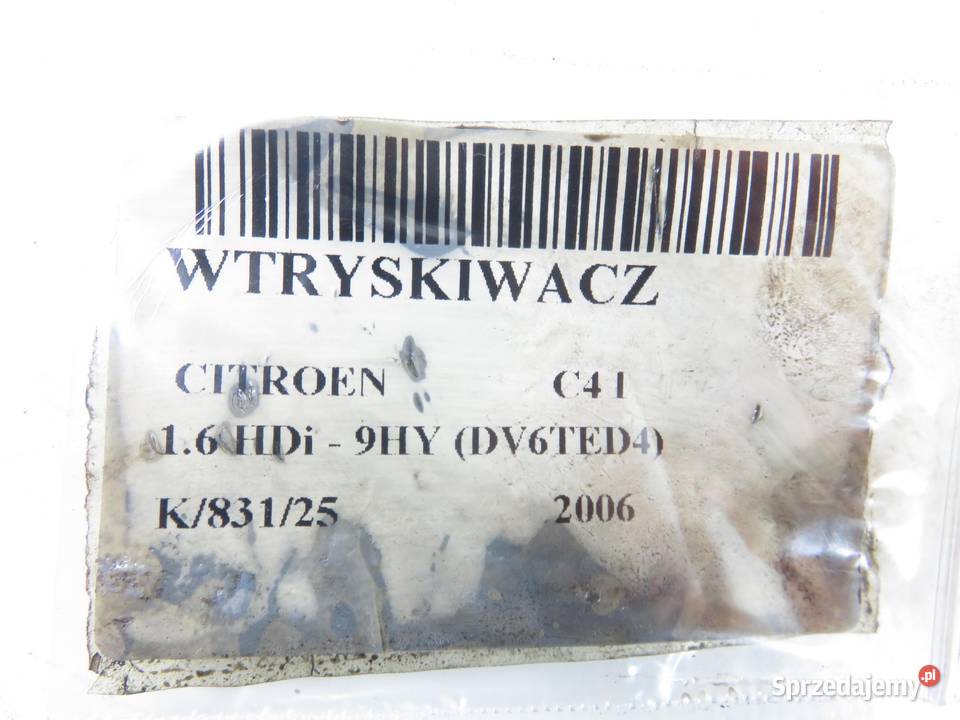 WTRYSKIWACZ
CITROEN C4 I
1.6 HDi - 9HY (DV6TED4)
K/831/25 2006
Sprzedajemy.pl